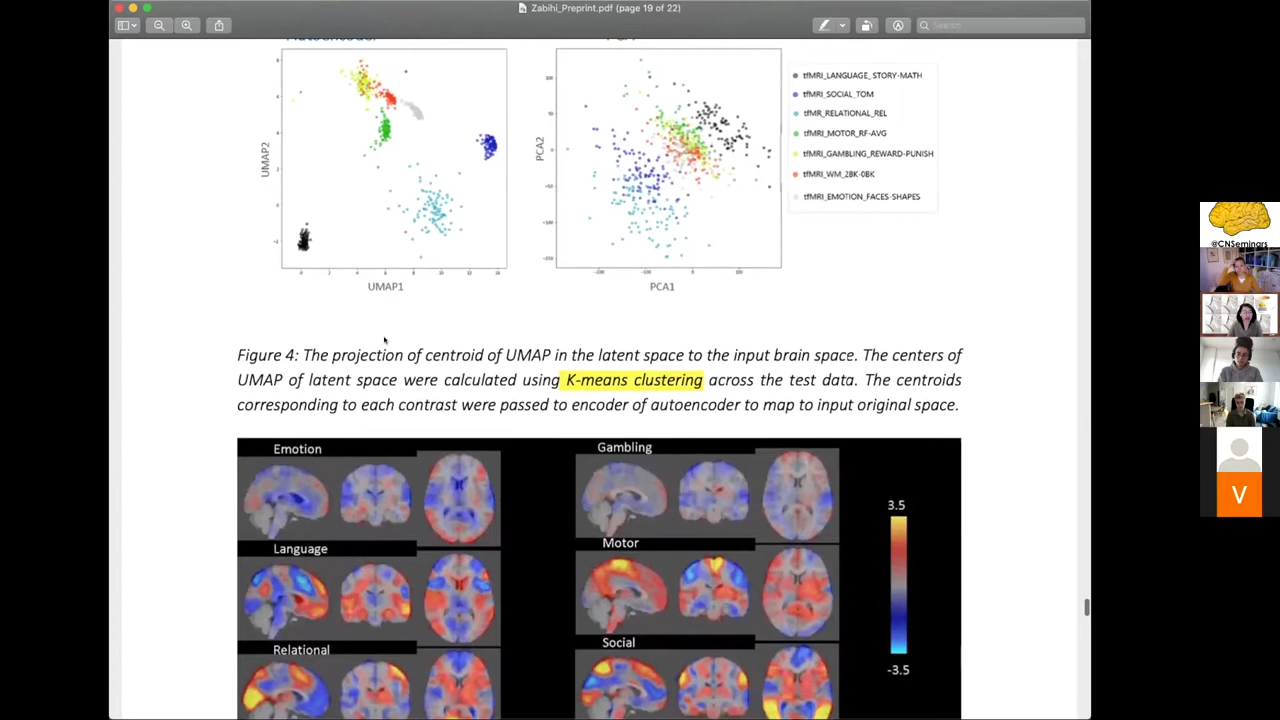 Zabihi_Preprint.pdf (page 19 of 22)
Search
Autoencoder
PCA
UMAP2
UMAP1
PCA2
PCA1
tfMRI_LANGUAGE_STORY-MATH
tfMRI_SOCIAL_TOM
tfMR_RELATIONAL_REL
tfMRI_MOTOR_RF-AVG
tfMRI_GAMBLING_REWARD-PUNISH
tfMRI_WM_2BK-0BK
tfMRI_EMOTION_FACES-SHAPES
@CNSeminars
Figure 4: The projection of centroid of UMAP in the latent space to the input brain space. The centers
of UMAP of latent space were calculated using K-means clustering across the test data. The centroids
corresponding to each contrast were passed to encoder of autoencoder to map to input original space.
Emotion
Gambling
Language
Motor
Relational
Social
3.5
-3.5
V